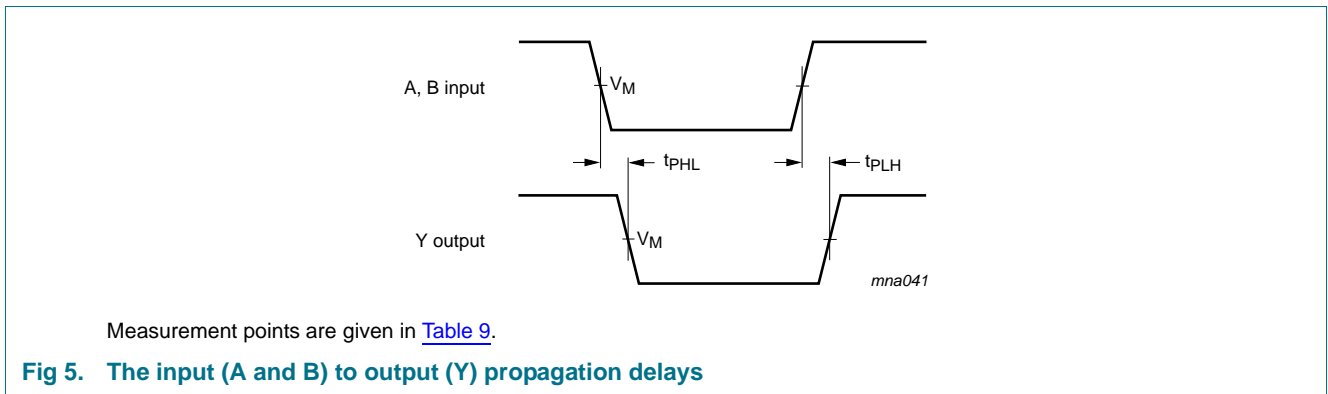 A, B input
VM
tPHL
tPLH
Y output
VM
mna041
Measurement points are given in Table 9.
Fig 5. The input (A and B) to output (Y) propagation delays